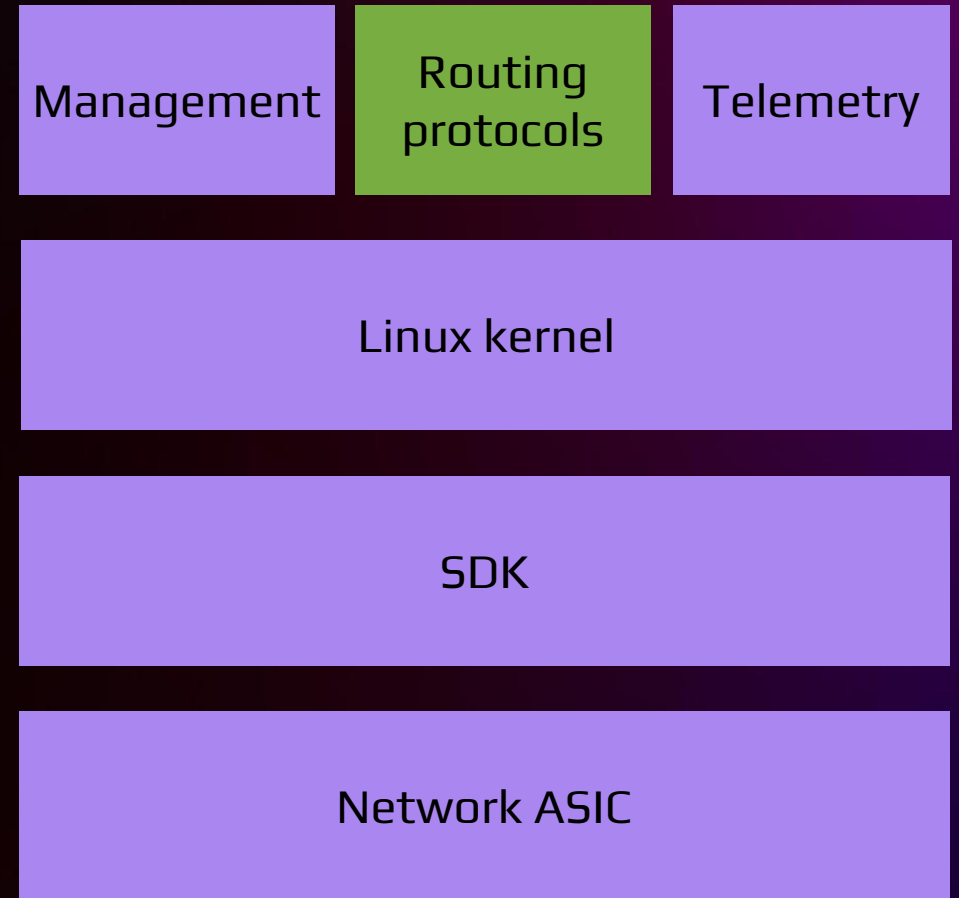 Management
Routing
protocols
Telemetry
Linux kernel
SDK
Network ASIC